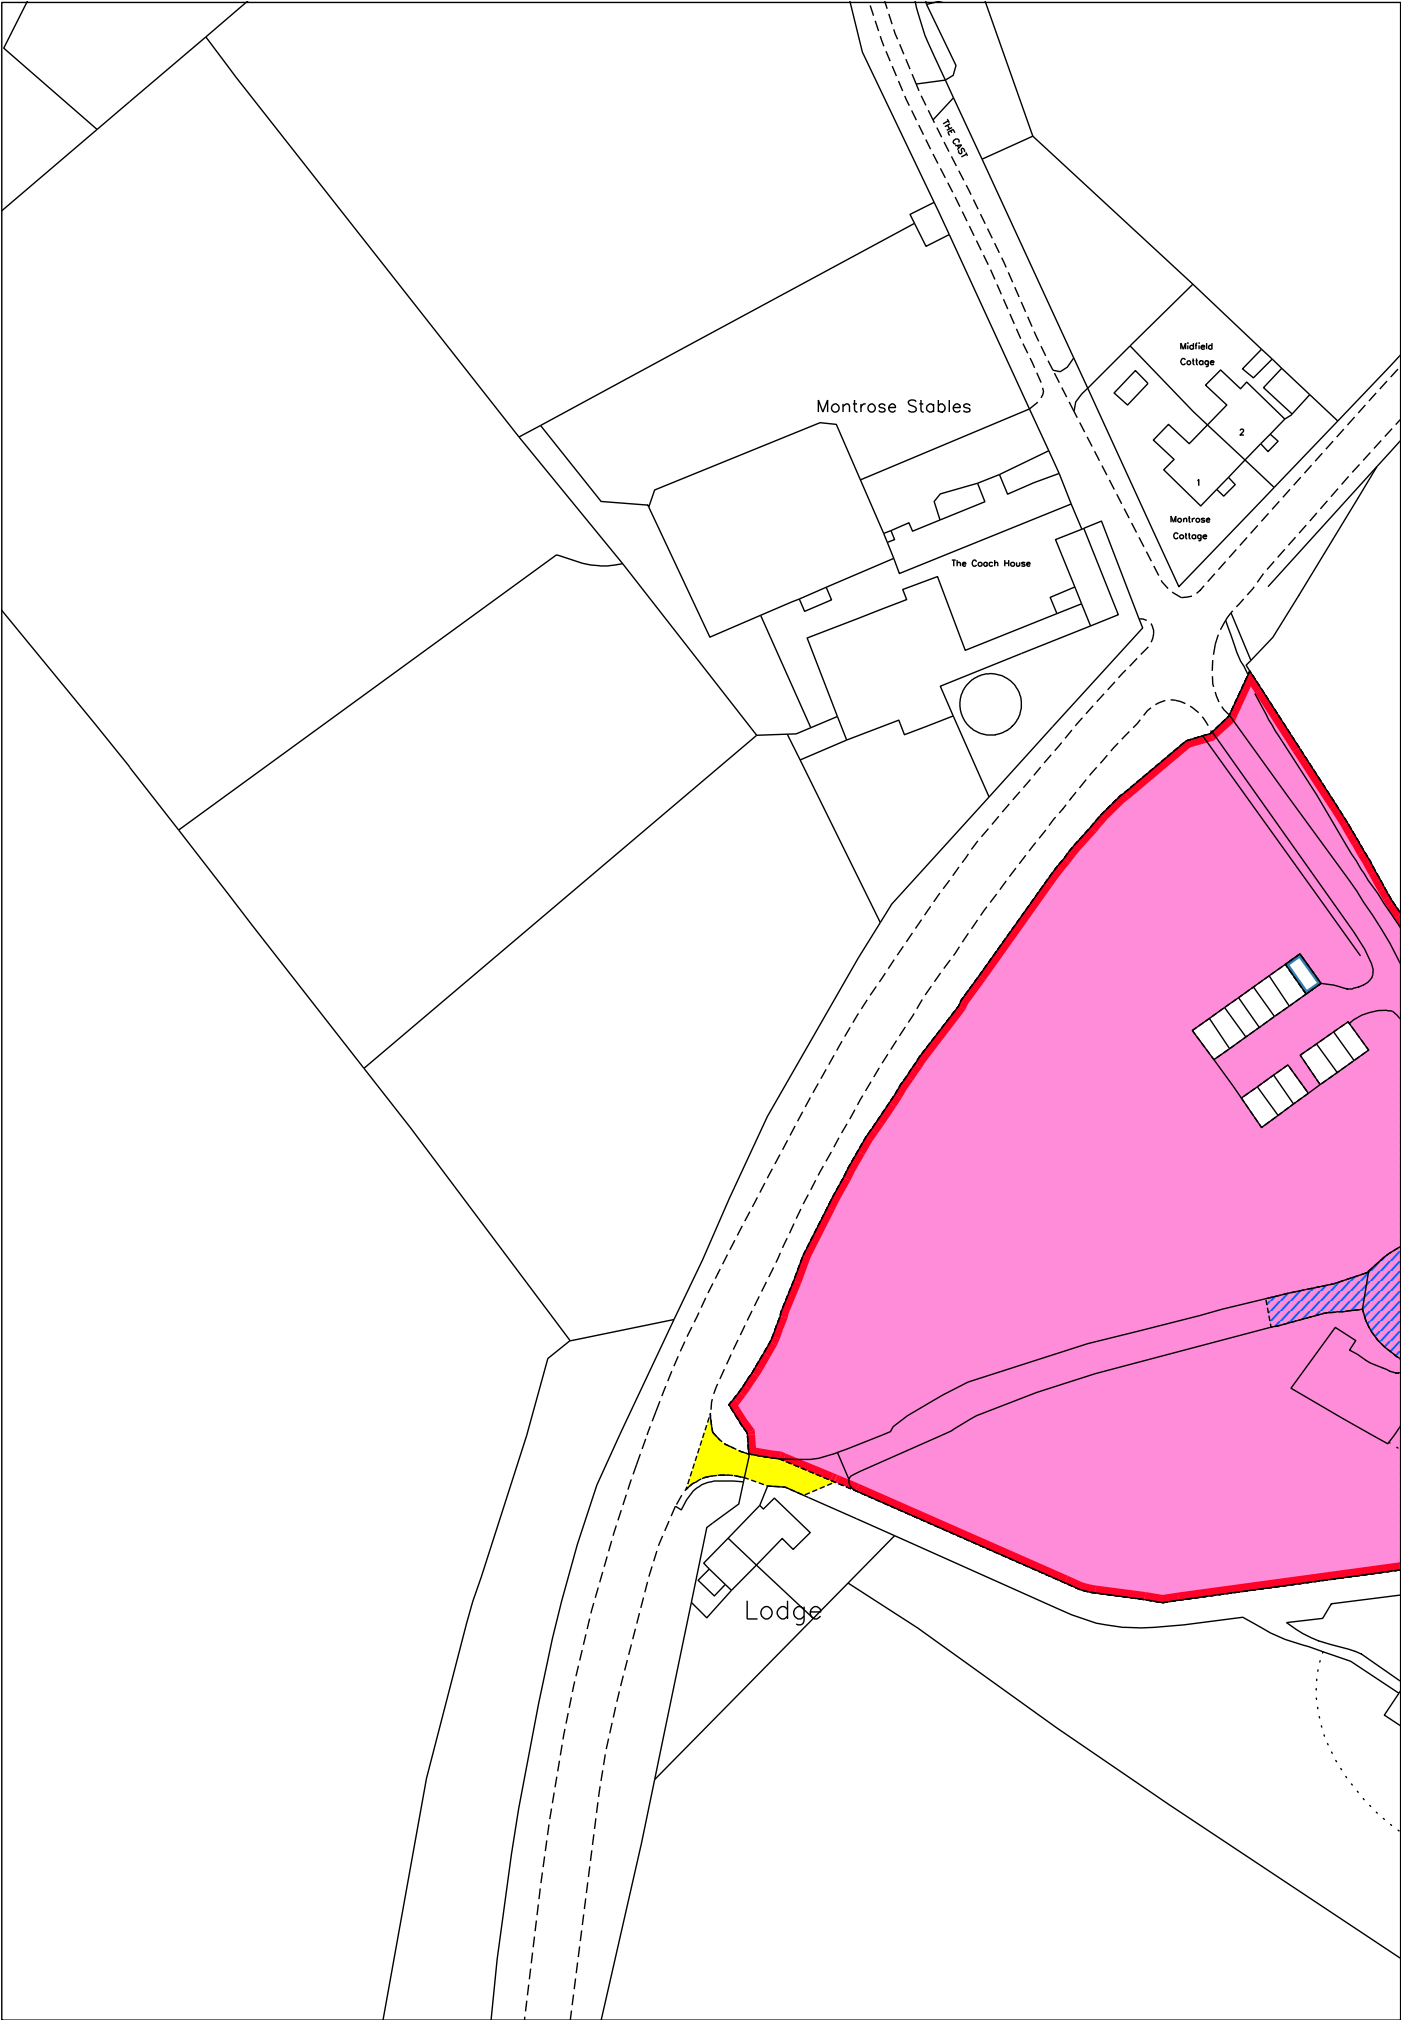 THE CAST
Midfield
Cottage
Montrose Stables
2
1
Montrose
Cottage
The Coach House
Lodge